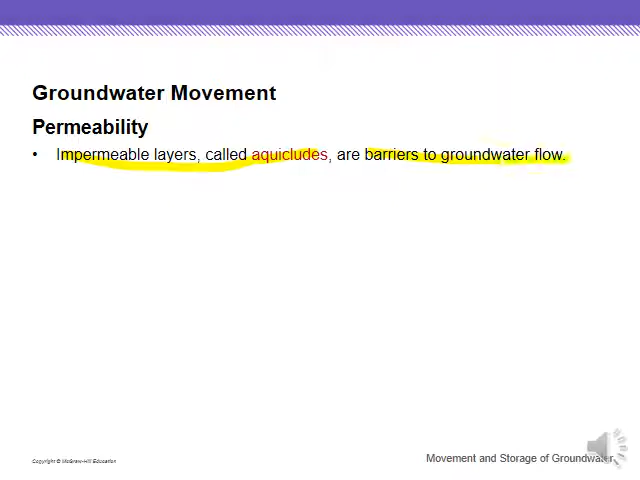 Groundwater Movement
Permeability
• Impermeable layers, called aquicludes, are barriers to groundwater flow.
Copyright © McGraw-Hill Education
Movement and Storage of Groundwater